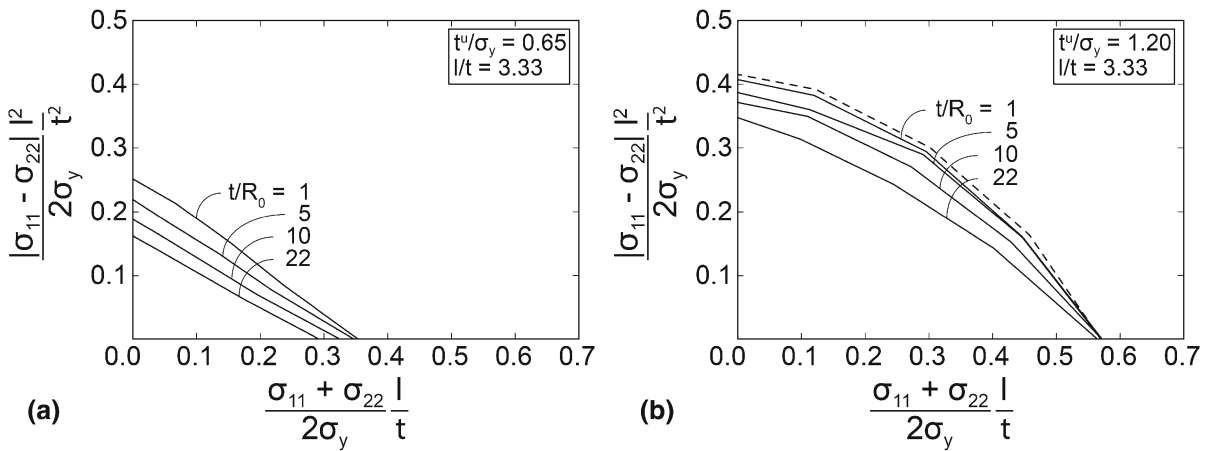 0.5
0.4
0.3
0.2
0.1
|σ₁₁ - σ₂₂| l²
2σy t²
tᵘ/σy = 0.65
l/t = 3.33
t/R₀ = 1
5
10
22
0.0 0.1 0.2 0.3 0.4 0.5 0.6 0.7
σ₁₁ + σ₂₂ l
2σy t
(a)
0.5
0.4
0.3
0.2
0.1
|σ₁₁ - σ₂₂| l²
2σy t²
tᵘ/σy = 1.20
l/t = 3.33
t/R₀ = 1
5
10
22
0.0 0.1 0.2 0.3 0.4 0.5 0.6 0.7
σ₁₁ + σ₂₂ l
2σy t
(b)